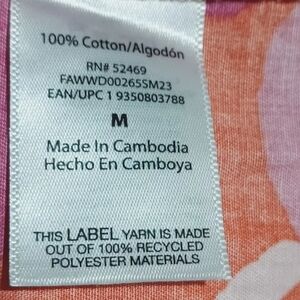 100% Cotton/Algodón
RN# 52469
FAWWD00265SM23
EAN/UPC 1 9350803788
M
Made In Cambodia
Hecho En Camboya
THIS LABEL YARN IS MADE
OUT OF 100% RECYCLED
POLYESTER MATERIALS